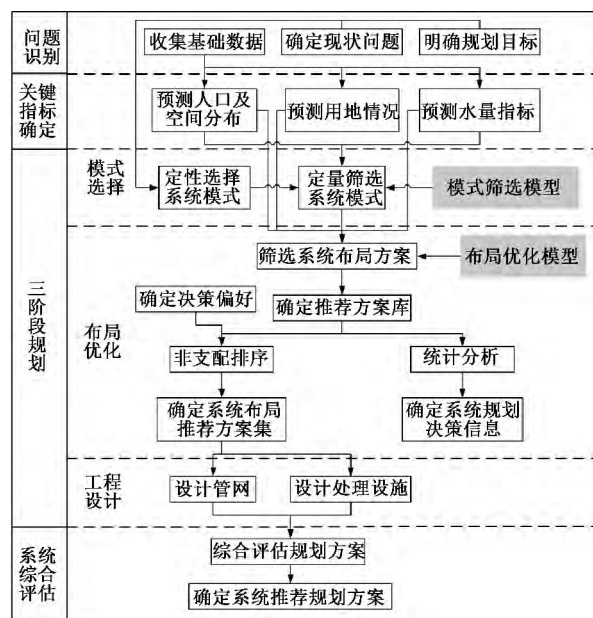 问题
识别
收集基础数据
确定现状问题
明确规划目标
关键
指标
确定
预测人口及
空间分布
预测用地情况
预测水量指标
三阶段规划
模式
选择
定性选择
系统模式
定量筛选
系统模式
模式筛选模型
布局
优化
筛选系统布局方案
布局优化模型
确定决策偏好
确定推荐方案库
非支配排序
统计分析
确定系统布局
推荐方案集
确定系统规划
决策信息
工程
设计
设计管网
设计处理设施
系统
综合
评估
综合评估规划方案
确定系统推荐规划方案